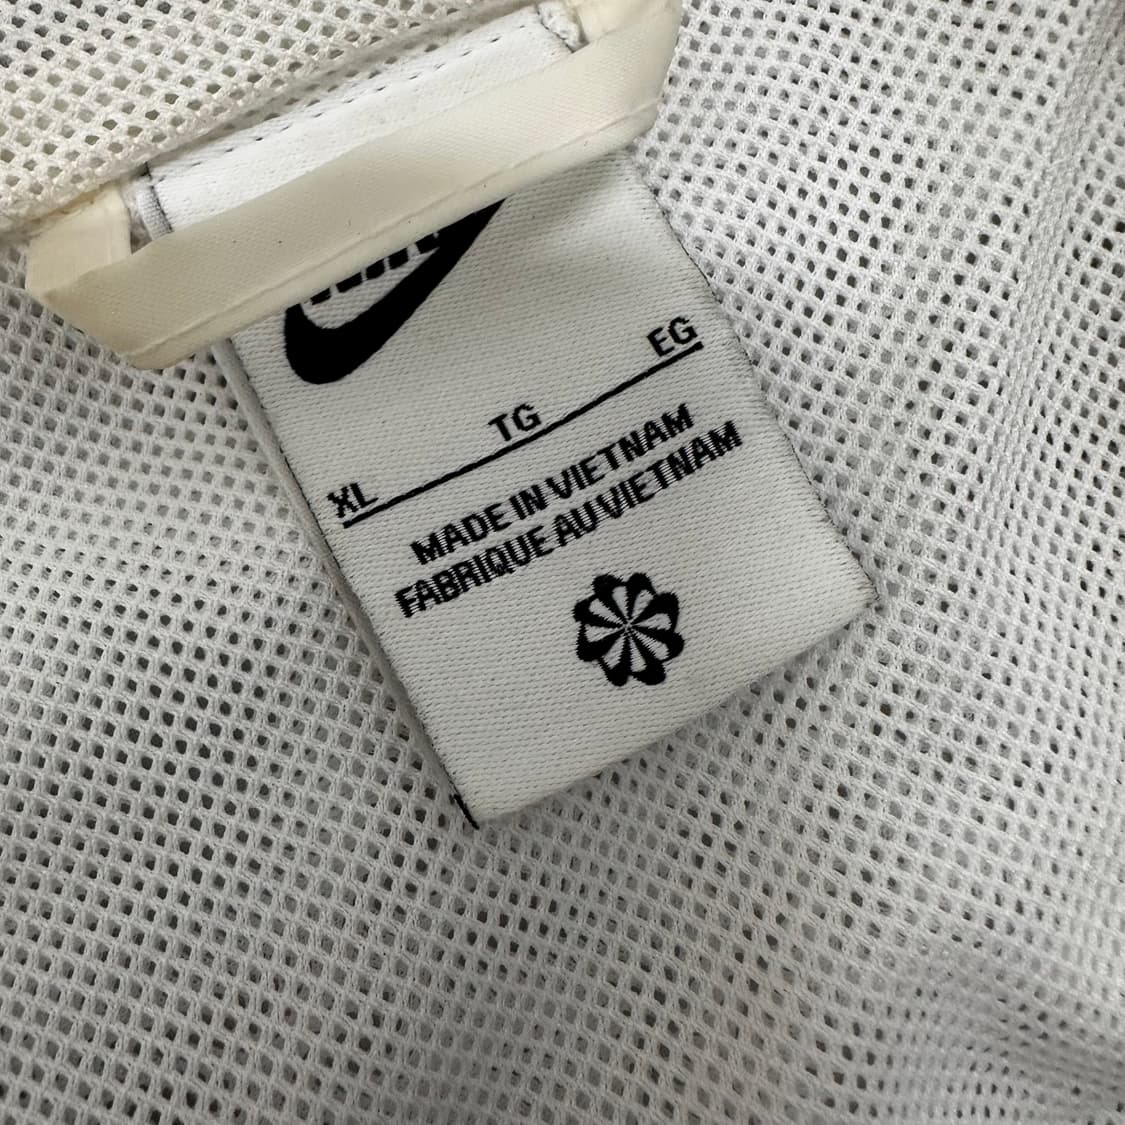 XL TG EG
MADE IN VIETNAM
FABRIQUE AU VIETNAM